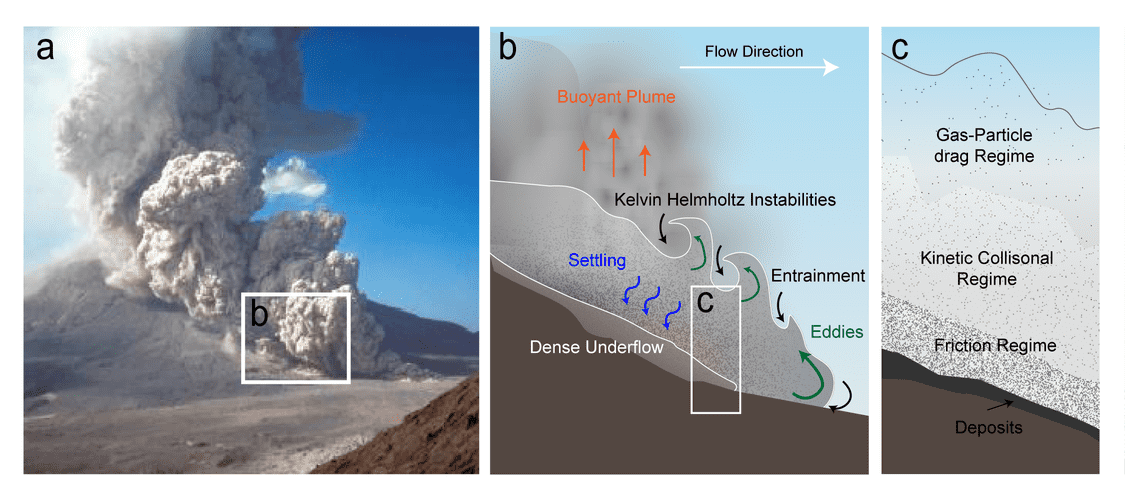 a
b
b
Flow Direction
Buoyant Plume
Kelvin Helmholtz Instabilities
Settling
Entrainment
c
Eddies
Dense Underflow
c
Gas-Particle
drag Regime
Kinetic Collisonal
Regime
Friction Regime
Deposits